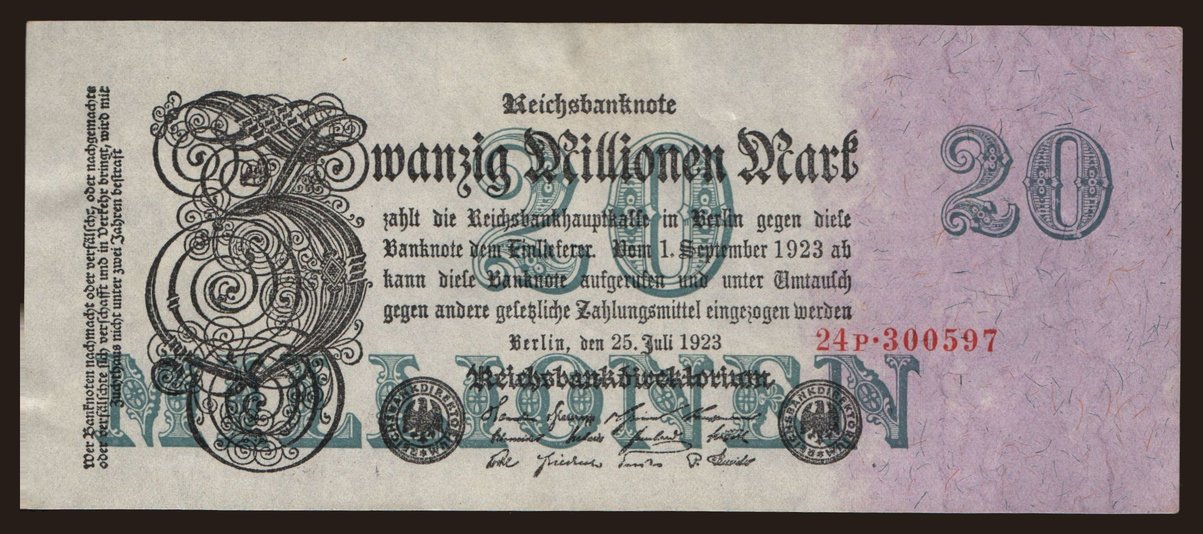 Reichsbanknote
Zwanzig Millionen Mark
20
20
zahlt die Reichsbankhauptkasse in Berlin gegen diese
Banknote dem Einlieferer. Vom 1. September 1923 ab
kann diese Banknote aufgerufen und unter Umtausch
gegen andere gesetzliche Zahlungsmittel eingezogen werden
Berlin, den 25. Juli 1923
24P·300597
MILLIONEN
Reichsbankdirektorium
REICHSBANKDIREKTORIUM
REICHSBANKDIREKTORIUM
Wer Banknoten nachmacht oder verfälscht, oder nachgemachte
oder verfälschte sich verschafft und in Verkehr bringt, wird mit
Zuchthaus nicht unter zwei Jahren bestraft